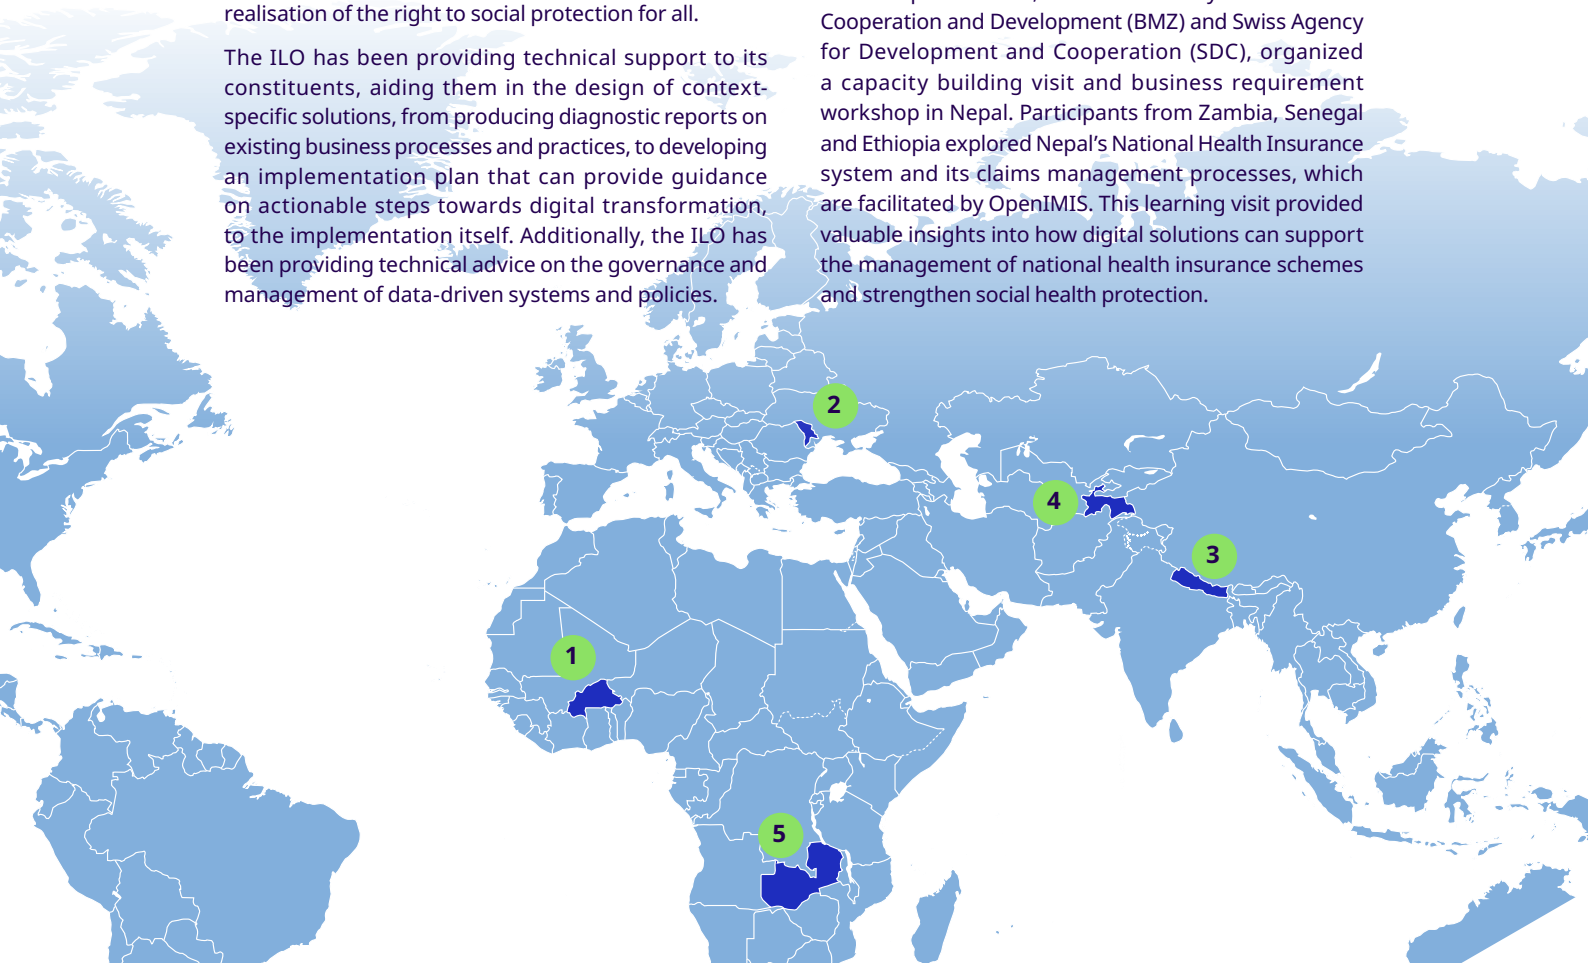 realisation of the right to social protection for all.
The ILO has been providing technical support to its
constituents, aiding them in the design of context-
specific solutions, from producing diagnostic reports on
existing business processes and practices, to developing
an implementation plan that can provide guidance
on actionable steps towards digital transformation,
to the implementation itself. Additionally, the ILO has
been providing technical advice on the governance and
management of data-driven systems and policies.
Cooperation and Development (BMZ) and Swiss Agency
for Development and Cooperation (SDC), organized
a capacity building visit and business requirement
workshop in Nepal. Participants from Zambia, Senegal
and Ethiopia explored Nepal’s National Health Insurance
system and its claims management processes, which
are facilitated by OpenIMIS. This learning visit provided
valuable insights into how digital solutions can support
the management of national health insurance schemes
and strengthen social health protection.
2
4
3
1
5